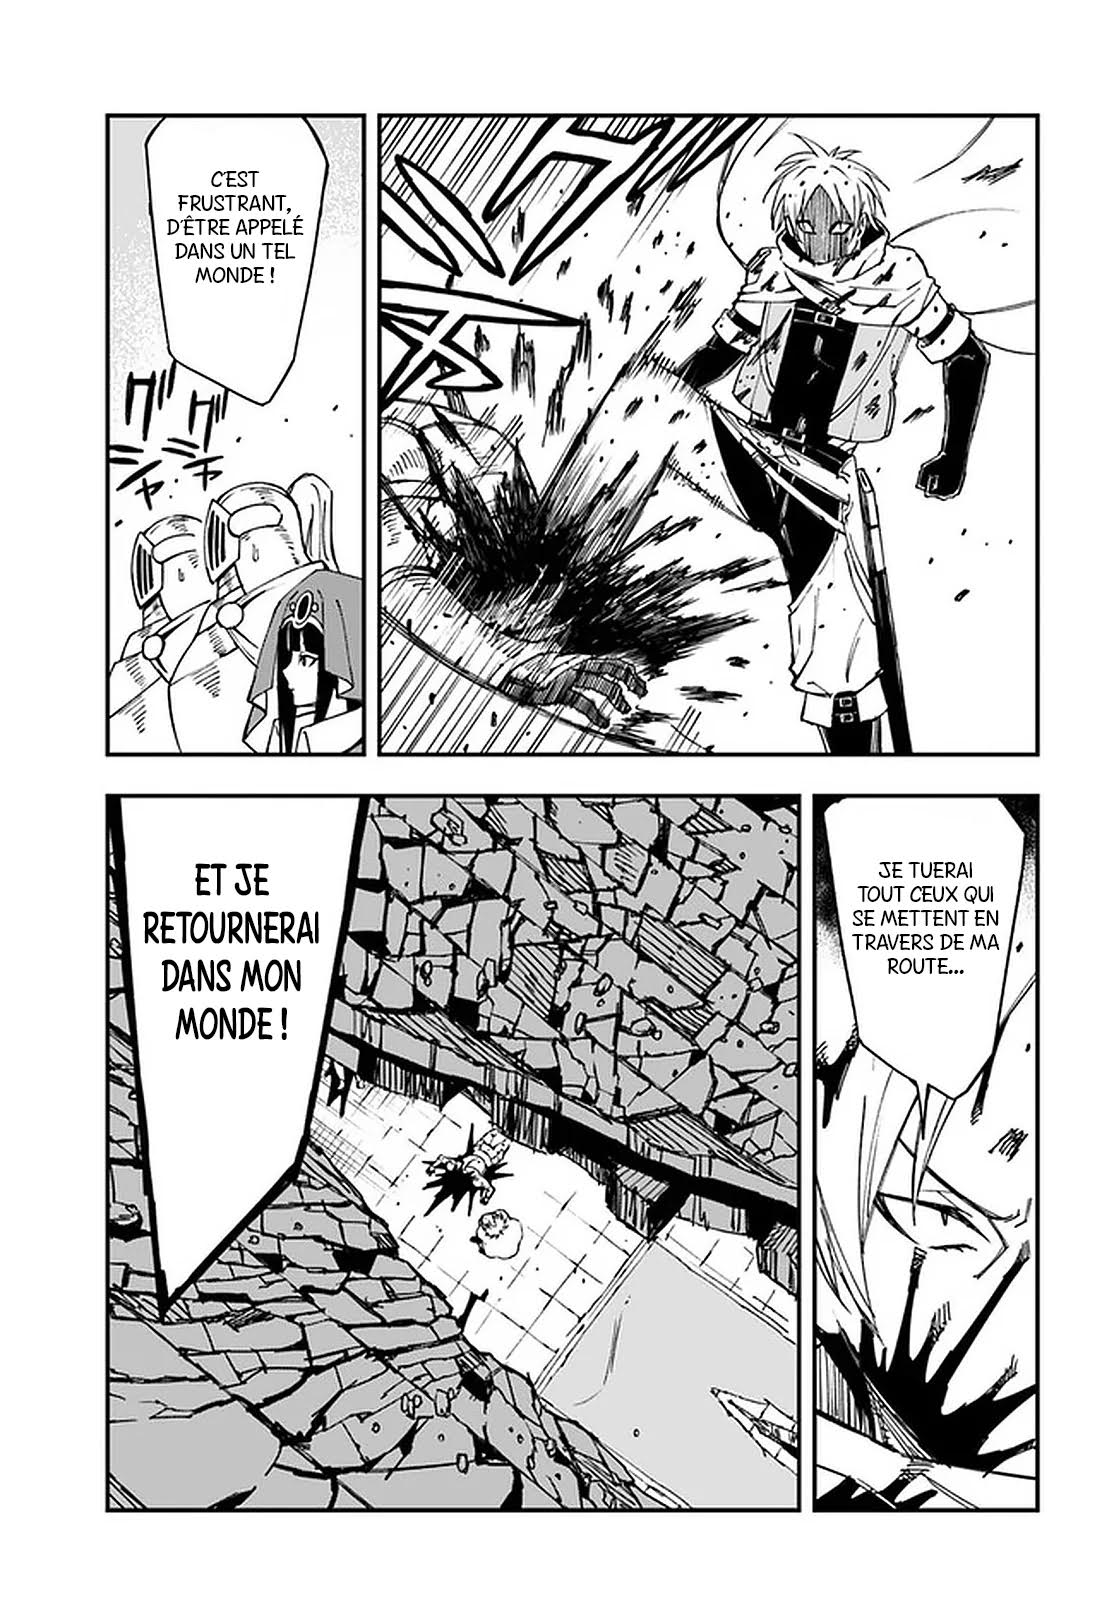 C'EST
FRUSTRANT,
D'ÊTRE APPELÉ
DANS UN TEL
MONDE !
JE TUERAI
TOUT CEUX QUI
SE METTENT EN
TRAVERS DE MA
ROUTE...
ET JE
RETOURNERAI
DANS MON
MONDE !